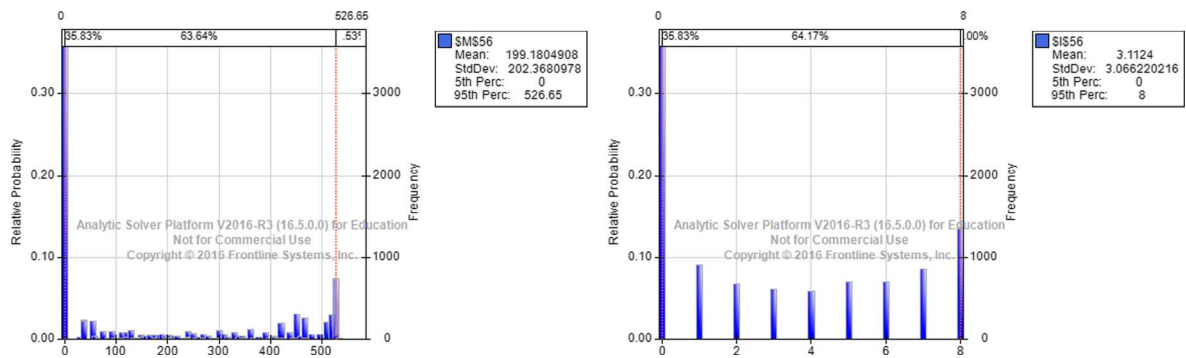 526.65
0
35.83%
63.64%
.53%
$M$56
Mean: 199.1804908
StdDev: 202.3680978
5th Perc: 0
95th Perc: 526.65
0.30
3000
0.20
2000
Relative Probability
Frequency
Analytic Solver Platform V2016-R3 (16.5.0.0) for Education
Not for Commercial Use
Copyright © 2016 Frontline Systems, Inc.
0.10
1000
0.00
0
0 100 200 300 400 500
0
8
35.83%
64.17%
.00%
$I$56
Mean: 3.1124
StdDev: 3.066220216
5th Perc: 0
95th Perc: 8
0.30
3000
0.20
2000
Relative Probability
Frequency
Analytic Solver Platform V2016-R3 (16.5.0.0) for Education
Not for Commercial Use
Copyright © 2016 Frontline Systems, Inc.
0.10
1000
0.00
0
0 2 4 6 8